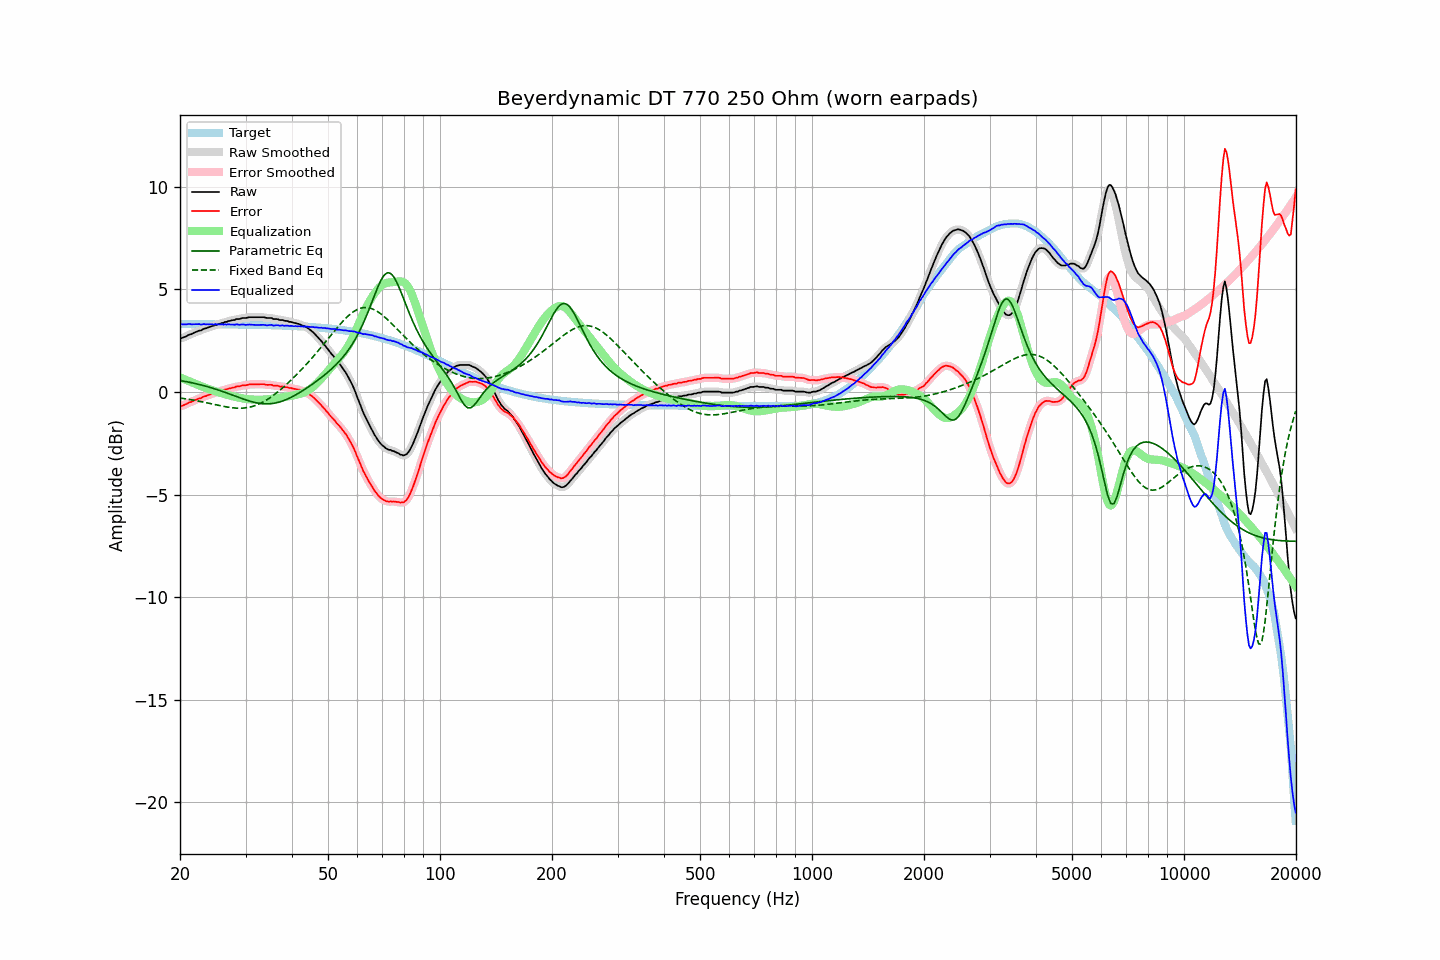 Beyerdynamic DT 770 250 Ohm (worn earpads)
Target
Raw Smoothed
Error Smoothed
Raw
Error
Equalization
Parametric Eq
Fixed Band Eq
Equalized
10
5
0
−5
−10
−15
−20
Amplitude (dBr)
20 50 100 200 500 1000 2000 5000 10000 20000
Frequency (Hz)